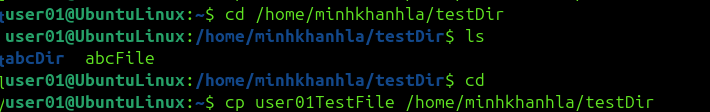 user01@UbuntuLinux:~$ cd /home/minhkhanhla/testDir
user01@UbuntuLinux:/home/minhkhanhla/testDir$ ls
abcDir  abcFile
user01@UbuntuLinux:/home/minhkhanhla/testDir$ cd
user01@UbuntuLinux:~$ cp user01TestFile /home/minhkhanhla/testDir